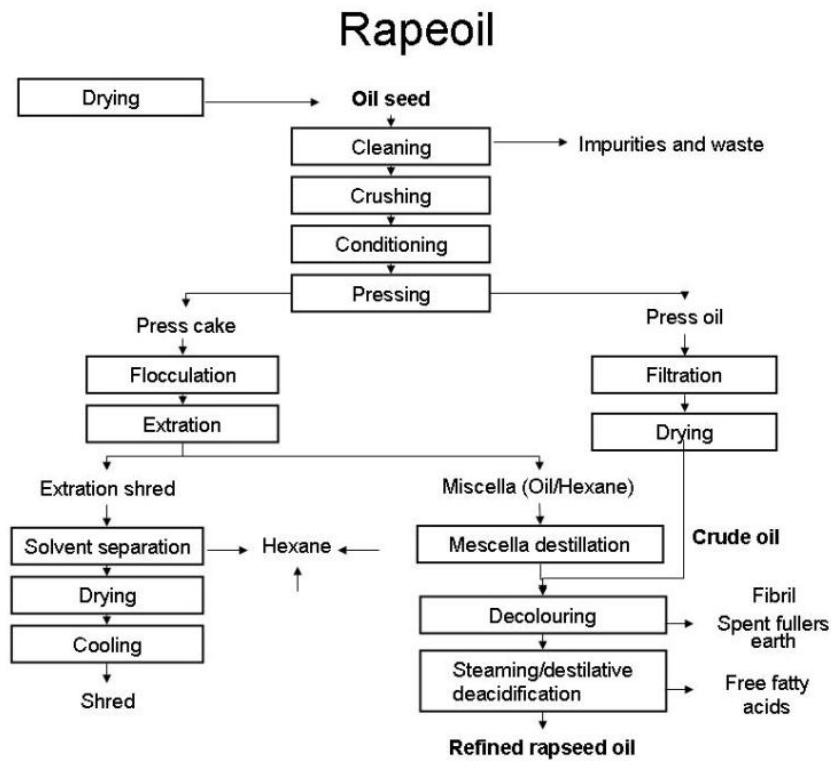 Rapeoil
Drying
Oil seed
Cleaning
Impurities and waste
Crushing
Conditioning
Pressing
Press cake
Press oil
Flocculation
Filtration
Extration
Drying
Extration shred
Miscella (Oil/Hexane)
Solvent separation
Hexane
Mescella destillation
Crude oil
Drying
Decolouring
Fibril
Spent fullers
earth
Cooling
Steaming/destilative
deacidification
Free fatty
acids
Shred
Refined rapseed oil